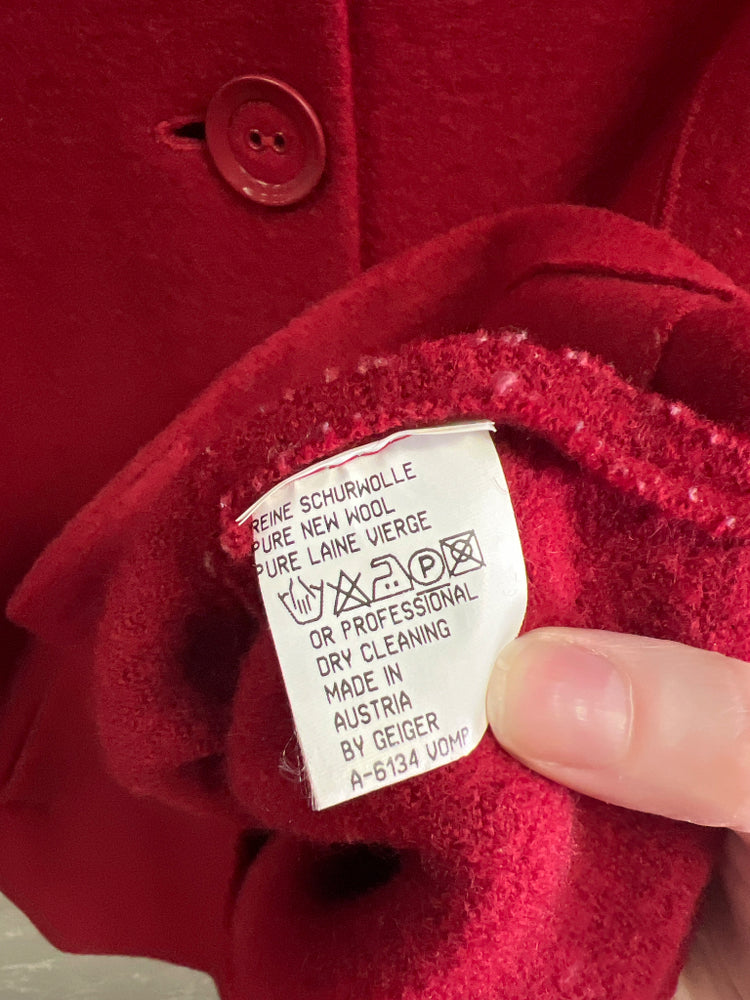 REINE SCHURWOLLE
PURE NEW WOOL
PURE LAINE VIERGE
P
OR PROFESSIONAL
DRY CLEANING
MADE IN
AUSTRIA
BY GEIGER
A-6134 VOMP